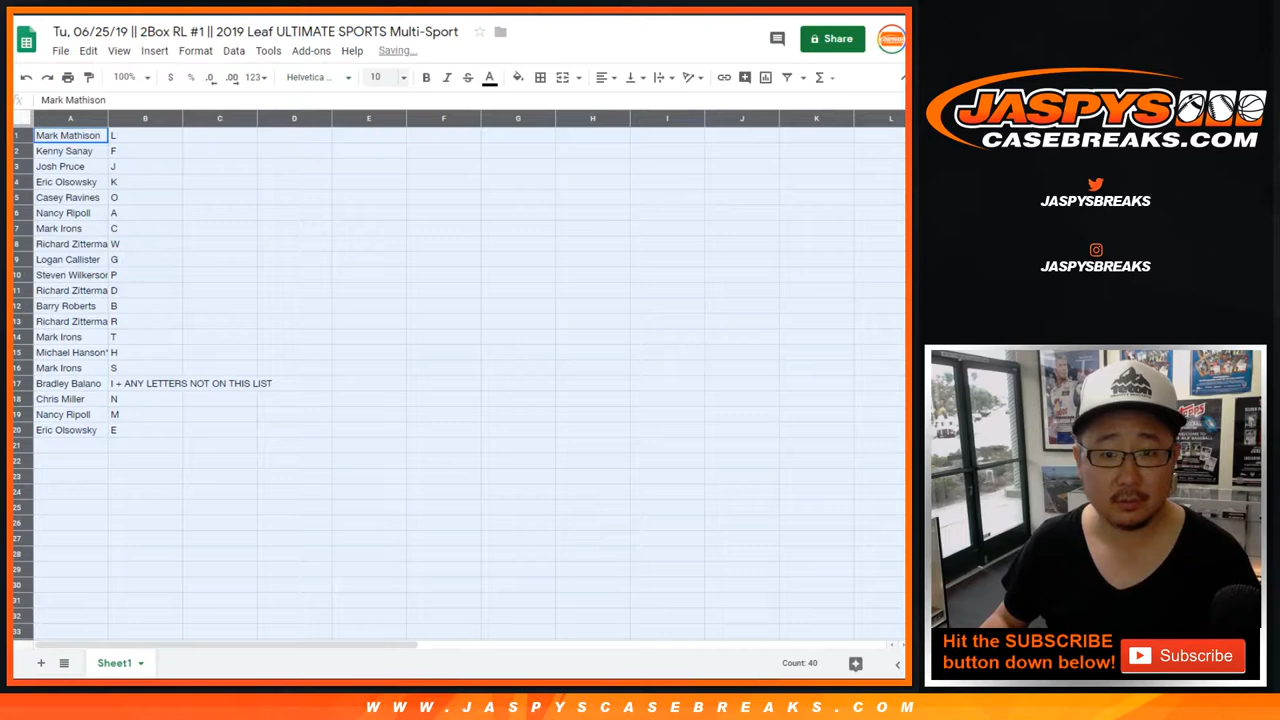 Tu, 06/25/19 || 2Box RL #1 || 2019 Leaf ULTIMATE SPORTS Multi-Sport
File Edit View Insert Format Data Tools Add-ons Help Saving...
Share
100% $ % .0 .00 123 Helvetica ... 10 B I S A
fx Mark Mathison
A B C D E F G H I J K L
1 Mark Mathison L
2 Kenny Sanay F
3 Josh Pruce J
4 Eric Olsowsky K
5 Casey Ravines O
6 Nancy Ripoll A
7 Mark Irons C
8 Richard Zitterma W
9 Logan Callister G
10 Steven Wilkerson P
11 Richard Zitterma D
12 Barry Roberts B
13 Richard Zitterma R
14 Mark Irons T
15 Michael Hanson* H
16 Mark Irons S
17 Bradley Balano I + ANY LETTERS NOT ON THIS LIST
18 Chris Miller N
19 Nancy Ripoll M
20 Eric Olsowsky E
21
22
23
24
25
26
27
28
29
30
31
32
33
Sheet1
Count: 40
JASPYS
CASEBREAKS.COM
JASPYSBREAKS
JASPYSBREAKS
TETON
Hit the SUBSCRIBE
button down below!
Subscribe
WWW.JASPYSCASEBREAKS.COM